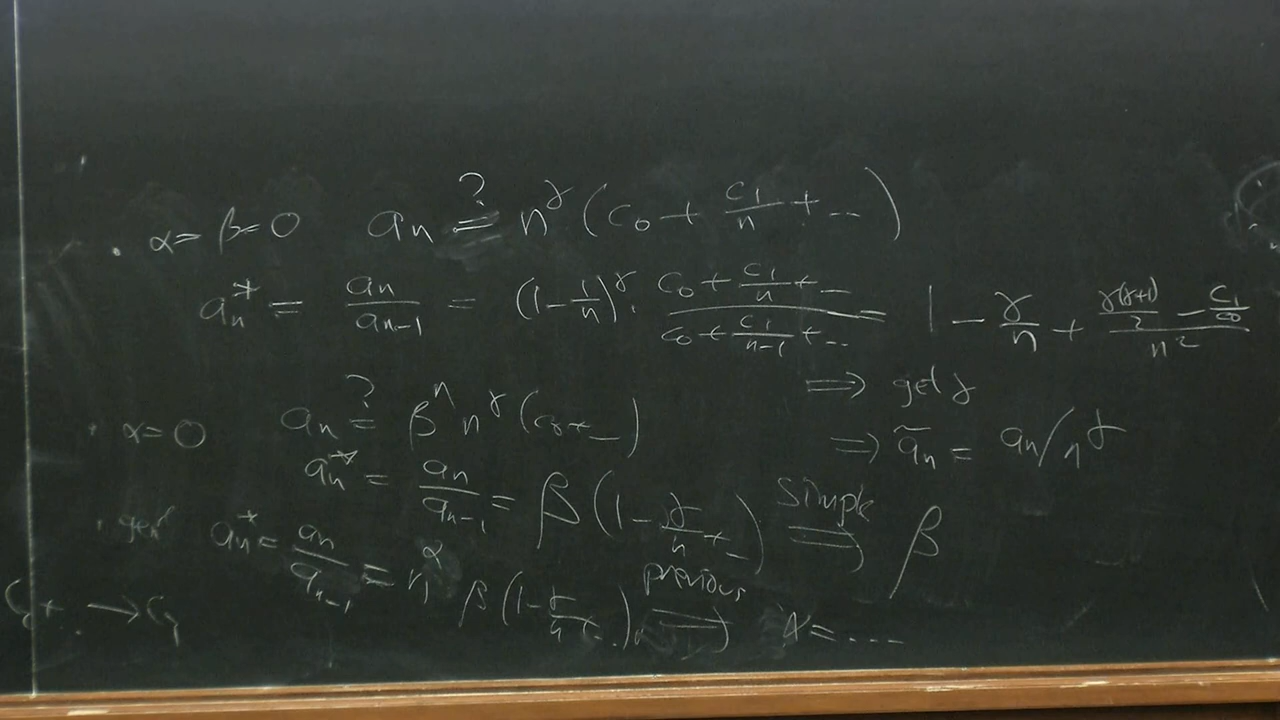 · α = β = 0 a_n ≟ n^γ (c_0 + c_1/n + ...)
a_n^* = a_n/a_{n-1} = (1 - 1/n)^γ · (c_0 + c_1/n + ...)/(c_0 + c_1/(n-1) + ...) = 1 - γ/n + (γ(γ+1)/2 - c_1/c_0)/n^2
⟹ get γ
· α = 0 a_n ≟ β^n n^γ (c_0 + ...)
⟹ ã_n = a_n/n^γ
a_n^* = a_n/a_{n-1} = β (1 - γ/n + ...) simple ⟹ β
· gen a_n^* = a_n/a_{n-1} = n^α β (1 - γ/n + ...) previous ⟹ α = ....